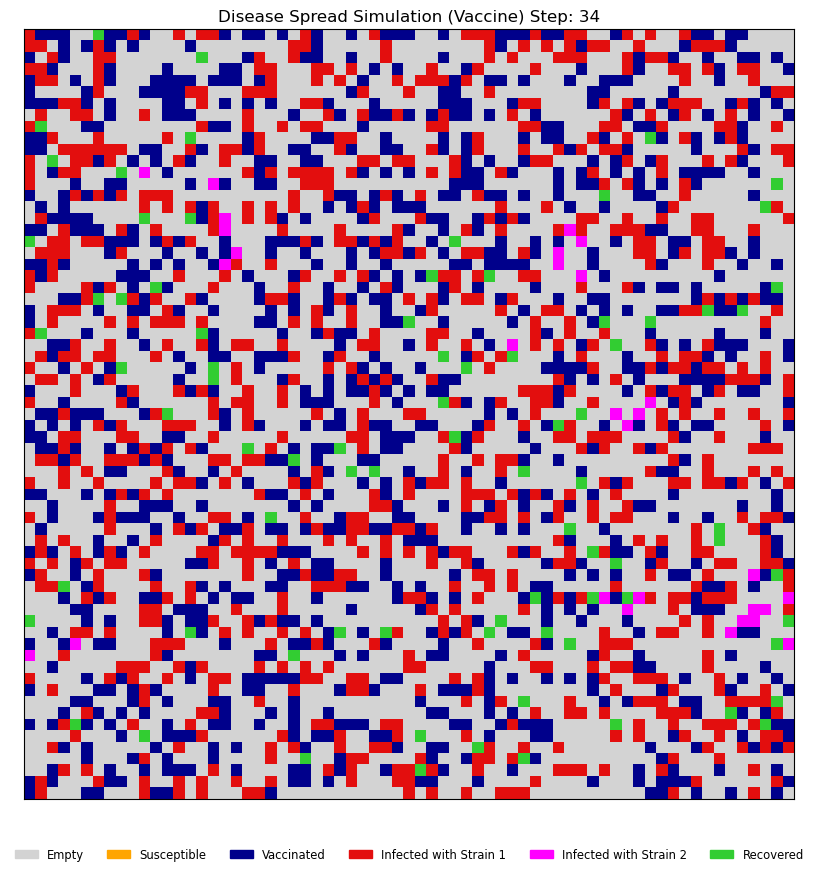 Disease Spread Simulation (Vaccine) Step: 34
Empty Susceptible Vaccinated Infected with Strain 1 Infected with Strain 2 Recovered